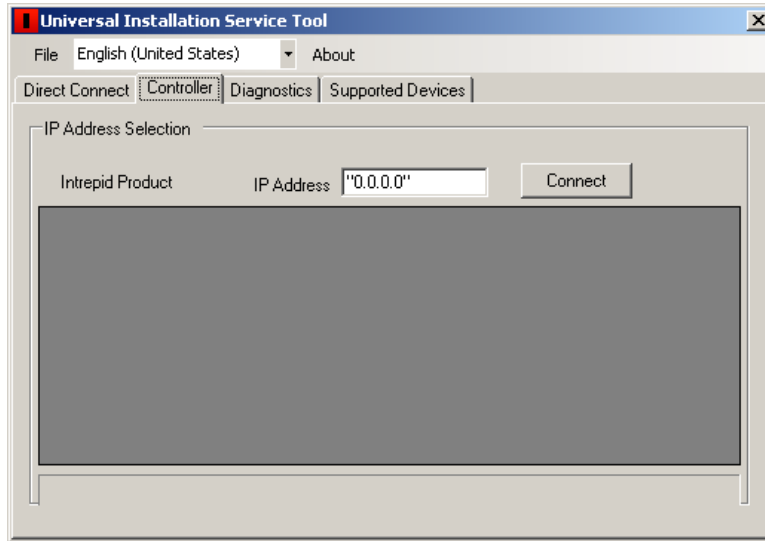 Universal Installation Service Tool
File English (United States) About
Direct Connect Controller Diagnostics Supported Devices
IP Address Selection
Intrepid Product IP Address "0.0.0.0" Connect